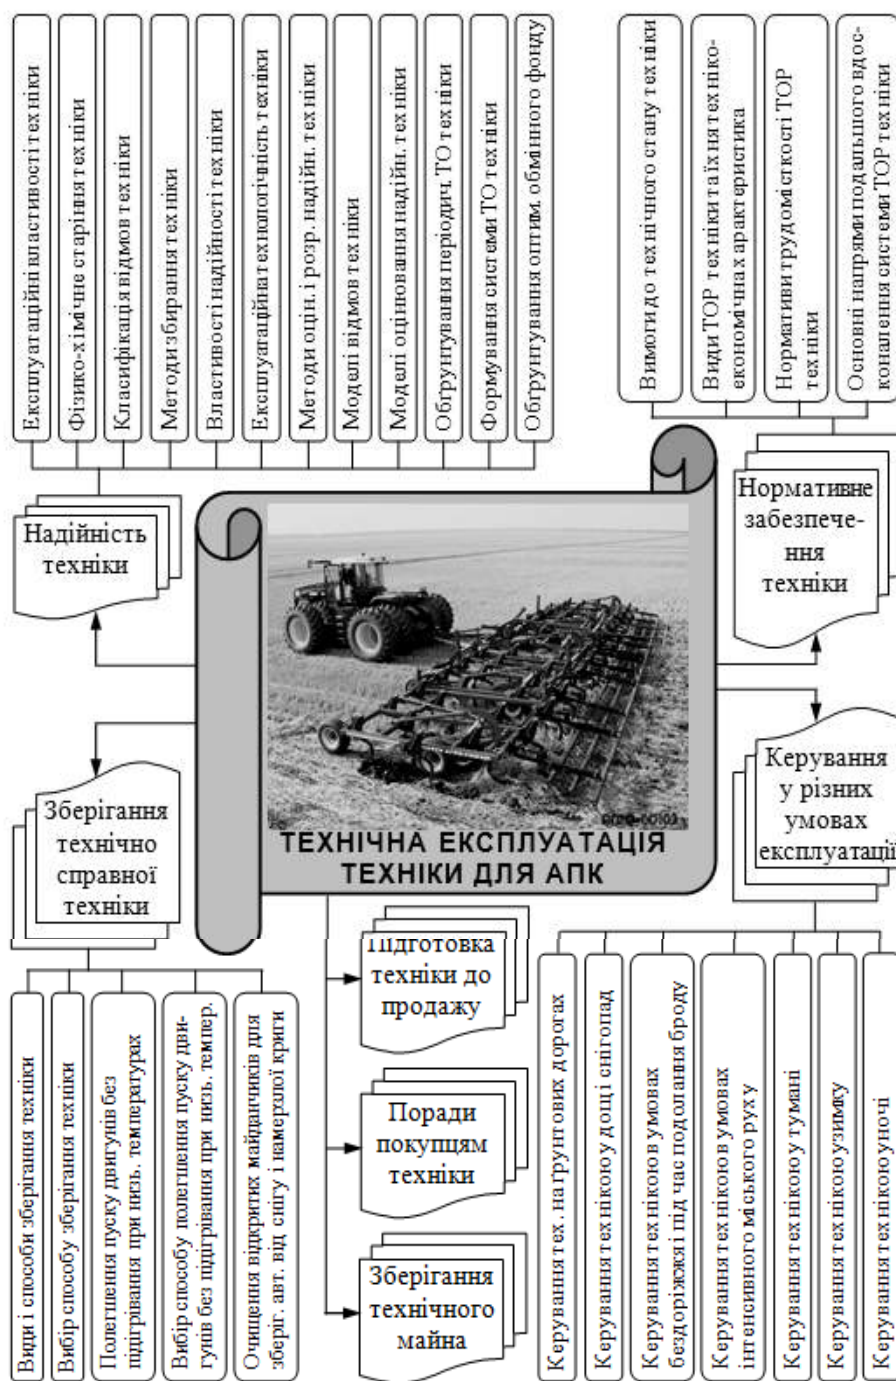 Експлуатаційні властивості техніки
Фізико-хімічне старіння техніки
Класифікація відмов техніки
Методи збирання техніки
Властивості надійності техніки
Експлуатаційна технологічність техніки
Методи оцін. і розр. надійн. техніки
Моделі відмов техніки
Моделі оцінювання надійн. техніки
Обґрунтування періодич. ТО техніки
Формування системи ТО техніки
Обґрунтування оптим. обмінного фонду
Вимоги до технічного стану техніки
Види ТОР техніки та їхня техніко-
економічна характеристика
Нормативи трудомісткості ТОР
техніки
Основні напрями подальшого вдос-
коналення системи ТОР техніки
Надійність
техніки
Нормативне
забезпече-
ння
техніки
Зберігання
технічно
справної
техніки
Керування
у різних
умовах
експлуатації
ТЕХНІЧНА ЕКСПЛУАТАЦІЯ
ТЕХНІКИ ДЛЯ АПК
Підготовка
техніки до
продажу
Поради
покупцям
техніки
Зберігання
технічного
майна
Види і способи зберігання техніки
Вибір способу зберігання техніки
Полегшення пуску двигунів без
підігрівання при низь. температурах
Вибір способу полегшення пуску дви-
гунів без підігрівання при низь. темпер.
Очищення відкритих майданчиків для
зберіг. авт. від снігу і намерзлої криги
Керування тех. на ґрунтових дорогах
Керування технікою у дощ і снігопад
Керування технікою в умовах
бездоріжжя і під час подолання броду
Керування технікою в умовах
інтенсивного міського руху
Керування технікою у тумані
Керування технікою узимку
Керування технікою уночі